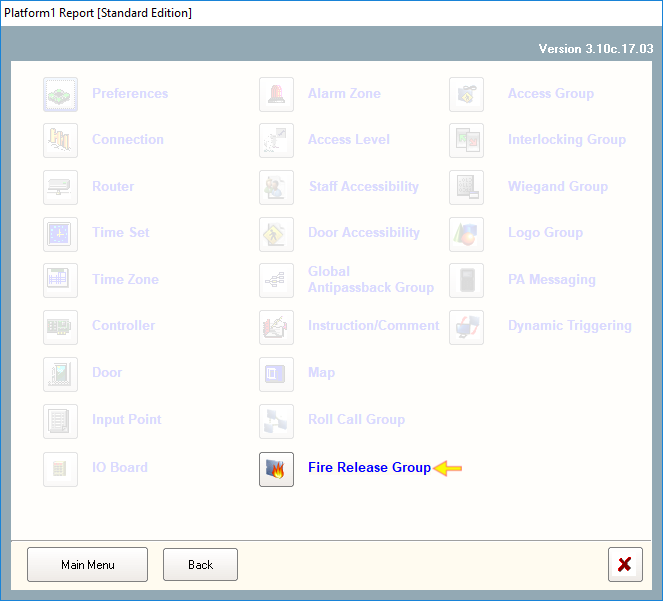 Platform1 Report [Standard Edition]
Version 3.10c.17.03
Preferences
Alarm Zone
Access Group
Connection
Access Level
Interlocking Group
Router
Staff Accessibility
Wiegand Group
Time Set
Door Accessibility
Logo Group
Time Zone
Global
Antipassback Group
PA Messaging
Controller
Instruction/Comment
Dynamic Triggering
Door
Map
Input Point
Roll Call Group
IO Board
Fire Release Group
Main Menu
Back